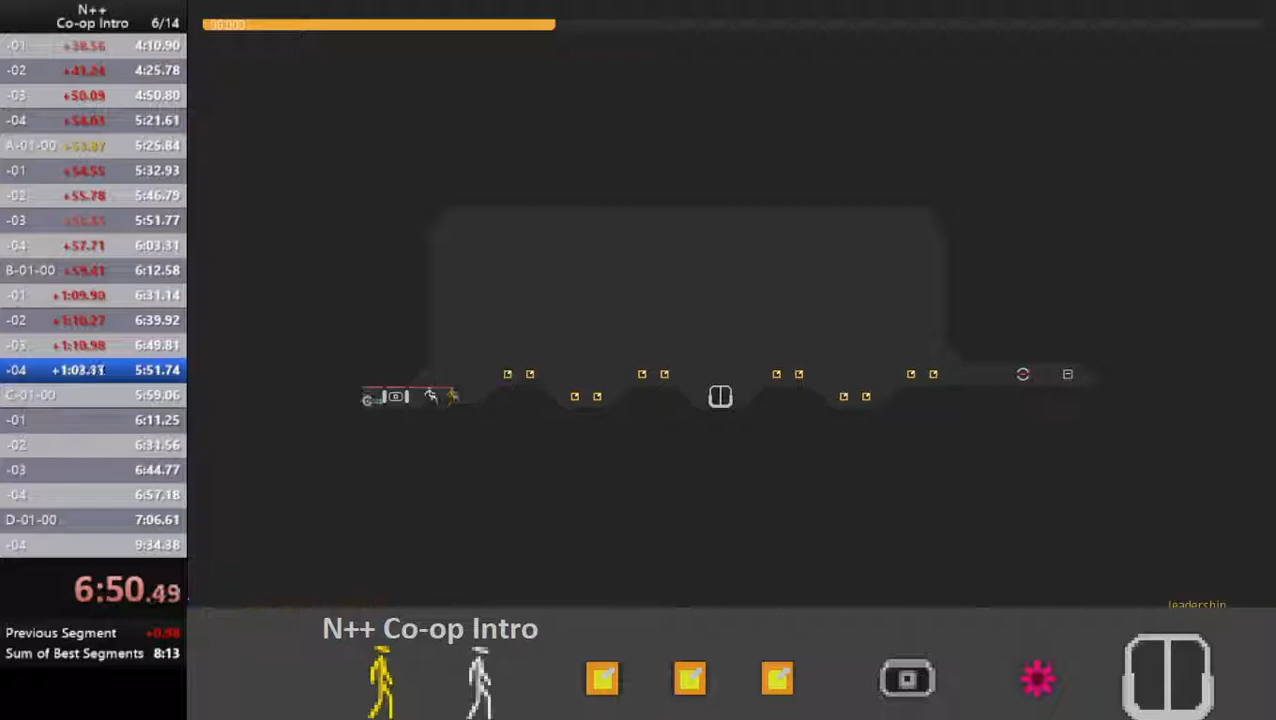 N++
Co-op Intro 6/14
-01 +38.56 4:10.90
-02 +41.24 4:25.78
-03 +50.09 4:50.80
-04 +54.03 5:21.61
A-01-00 5:25.84
-01 +54.55 5:32.93
-02 +55.78 5:46.79
-03 5:51.77
-04 +57.71 6:03.31
B-01-00 +59.41 6:12.58
-01 +1:09.90 6:31.14
-02 +1:10.27 6:39.92
-03 +1:10.98 6:49.81
-04 5:51.74
C-01-00 5:59.06
-01 6:11.25
-02 6:31.56
-03 6:44.77
-04 6:57.18
D-01-00 7:06.61
-04 9:34.38
6:50.49
Previous Segment
Sum of Best Segments 8:13
leadership
N++ Co-op Intro